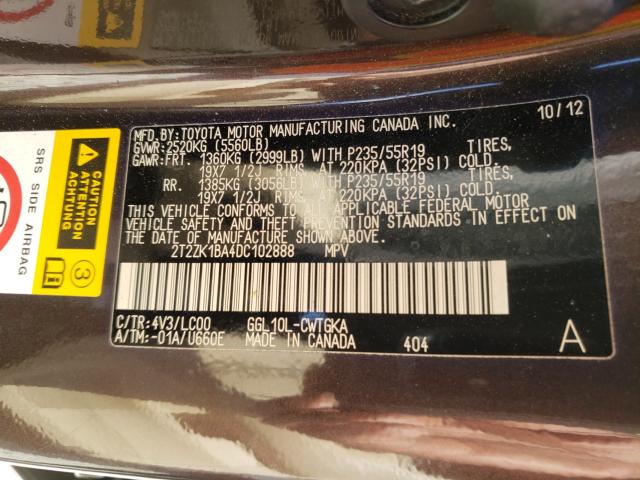 MFD. BY:TOYOTA MOTOR MANUFACTURING CANADA INC. 10/12
GVWR:2520KG (5560LB)
GAWR:FRT. 1360KG (2999LB) WITH P235/55R19 TIRES,
19X7 1/2J RIMS, AT 220KPA (32PSI) COLD.
RR. 1385KG (3056LB) WITH P235/55R19 TIRES,
19X7 1/2J RIMS, AT 220KPA (32PSI) COLD.
THIS VEHICLE CONFORMS TO ALL APPLICABLE FEDERAL MOTOR
VEHICLE SAFETY AND THEFT PREVENTION STANDARDS IN EFFECT ON
THE DATE OF MANUFACTURE SHOWN ABOVE.
2T2ZK1BA4DC102888 MPV
C/TR:4V3/LC00 GGL10L-CWTGKA A
A/TM:-01A/U660E MADE IN CANADA 404
SRS SIDE AIRBAG
CAUTION
ATTENTION
ACHTUNG
3